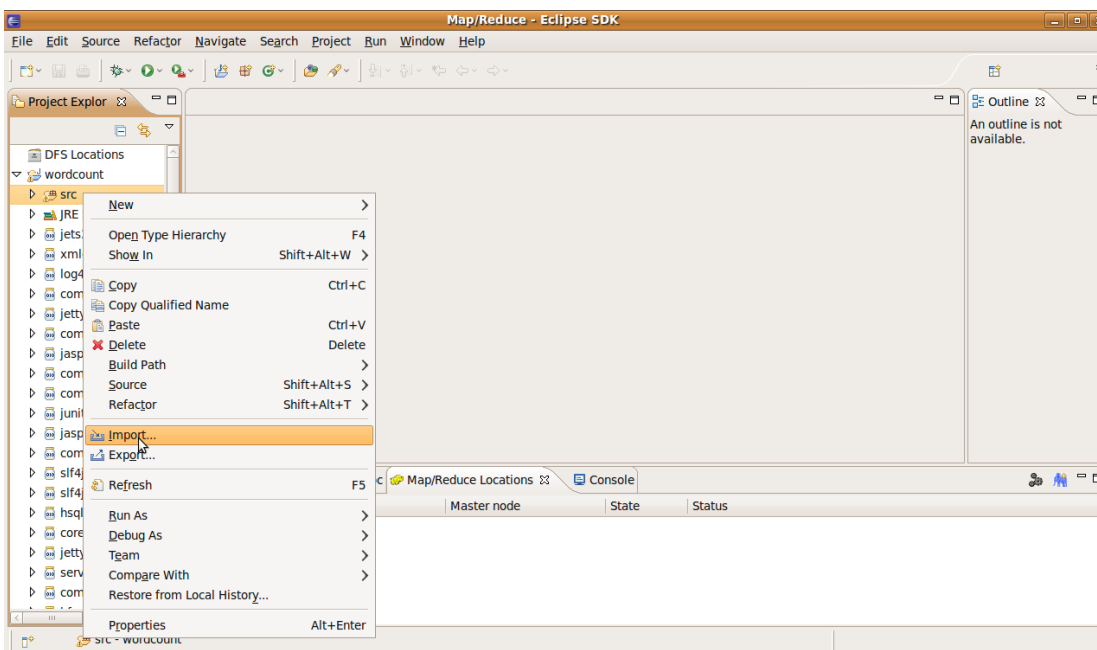 Map/Reduce - Eclipse SDK
File Edit Source Refactor Navigate Search Project Run Window Help
Project Explor
Outline
An outline is not
available.
DFS Locations
wordcount
src
JRE
jets
xml
log4
com
jetty
com
jasp
com
com
junit
jasp
com
slf4j
slf4j
hsql
core
jetty
serv
com
New
Open Type Hierarchy F4
Show In Shift+Alt+W
Copy Ctrl+C
Copy Qualified Name
Paste Ctrl+V
Delete Delete
Build Path
Source Shift+Alt+S
Refactor Shift+Alt+T
Import...
Export...
Refresh F5
Run As
Debug As
Team
Compare With
Restore from Local History...
Properties Alt+Enter
c Map/Reduce Locations Console
Master node State Status
src - wordcount